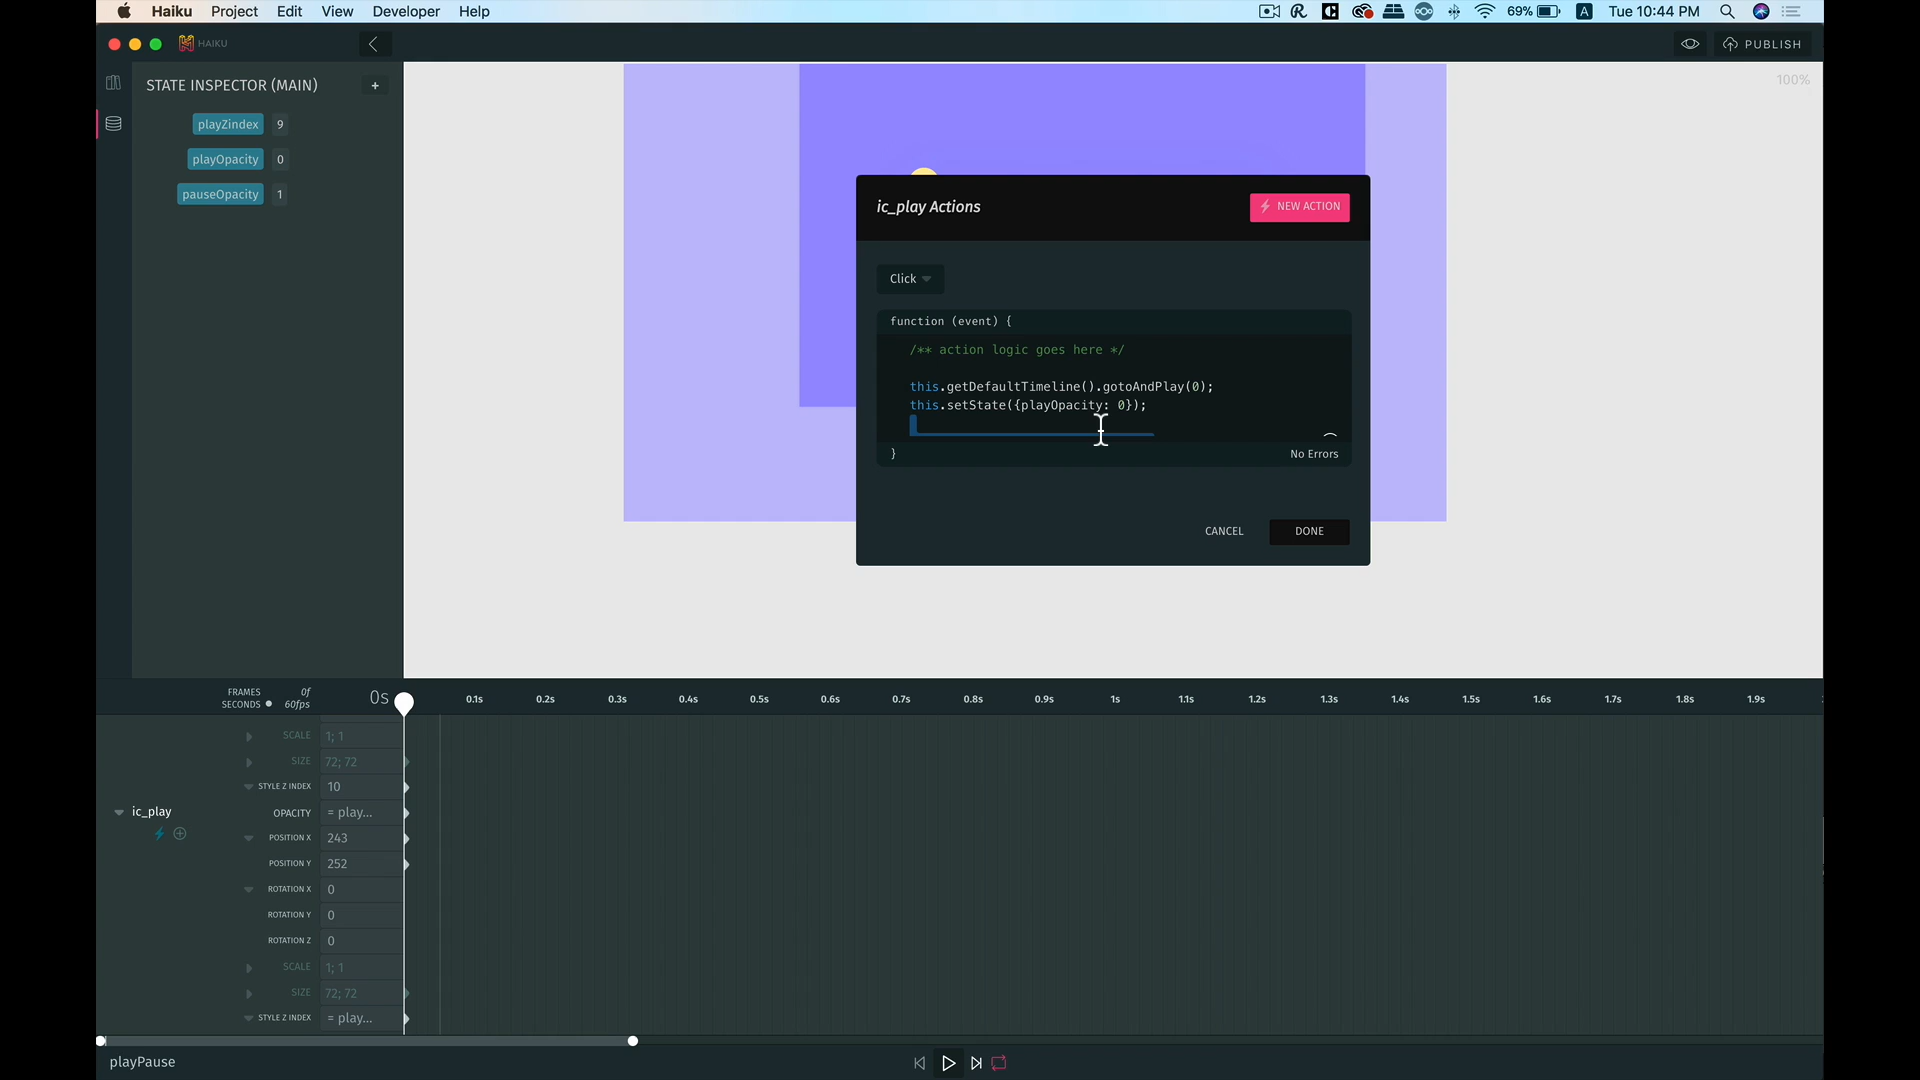 Haiku Project Edit View Developer Help
69% A Tue 10:44 PM
HAIKU
PUBLISH
STATE INSPECTOR (MAIN) +
100%
playZindex 9
playOpacity 0
pauseOpacity 1
ic_play Actions
NEW ACTION
Click
function (event) {
/** action logic goes here */
this.getDefaultTimeline().gotoAndPlay(0);
this.setState({playOpacity: 0});
}
No Errors
CANCEL
DONE
FRAMES 0f
SECONDS 60fps
0s 0.1s 0.2s 0.3s 0.4s 0.5s 0.6s 0.7s 0.8s 0.9s 1s 1.1s 1.2s 1.3s 1.4s 1.5s 1.6s 1.7s 1.8s 1.9s
SCALE 1; 1
SIZE 72; 72
STYLE Z INDEX 10
ic_play OPACITY = play...
POSITION X 243
POSITION Y 252
ROTATION X 0
ROTATION Y 0
ROTATION Z 0
SCALE 1; 1
SIZE 72; 72
STYLE Z INDEX = play...
playPause